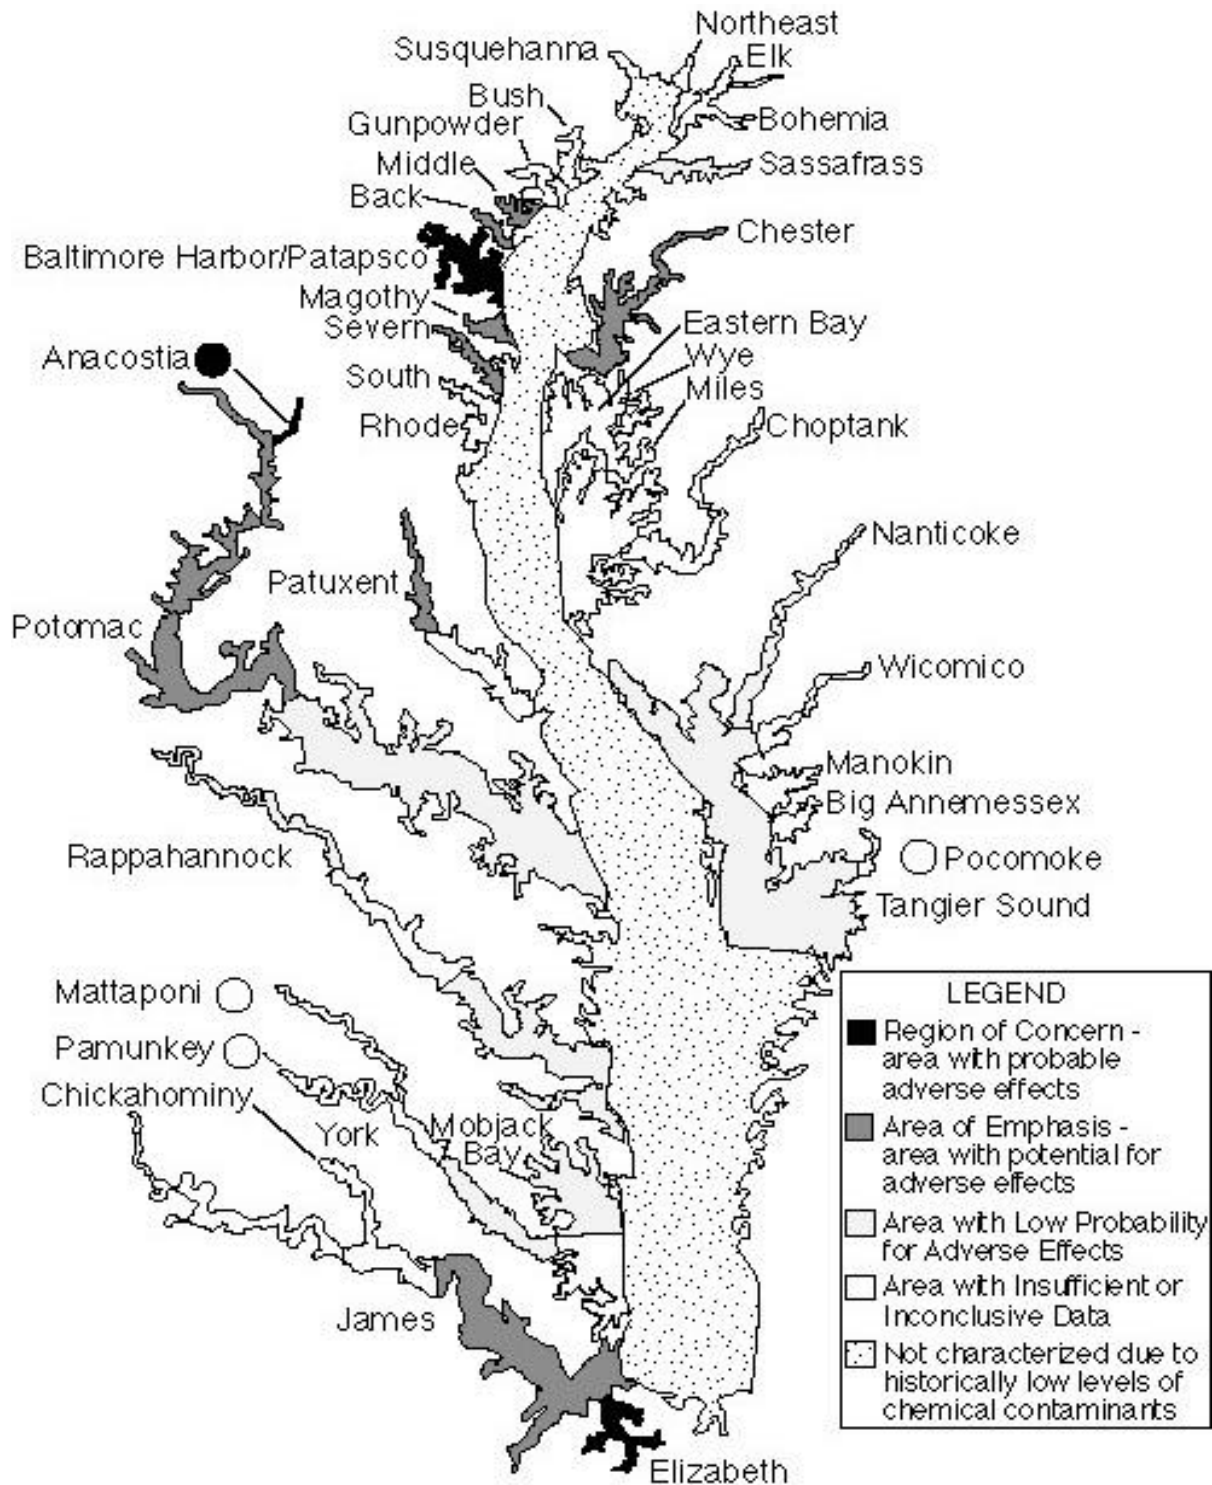 Northeast
Susquehanna
Elk
Bush
Gunpowder
Bohemia
Middle
Sassafrass
Back
Chester
Baltimore Harbor/Patapsco
Magothy
Severn
Eastern Bay
Anacostia
Wye
South
Miles
Rhode
Choptank
Nanticoke
Patuxent
Potomac
Wicomico
Manokin
Big Annemessex
Rappahannock
Pocomoke
Tangier Sound
Mattaponi
Pamunkey
Chickahominy
York
Mobjack
Bay
James
Elizabeth
LEGEND
Region of Concern -
area with probable
adverse effects
Area of Emphasis -
area with potential for
adverse effects
Area with Low Probability
for Adverse Effects
Area with Insufficient or
Inconclusive Data
Not characterized due to
historically low levels of
chemical contaminants